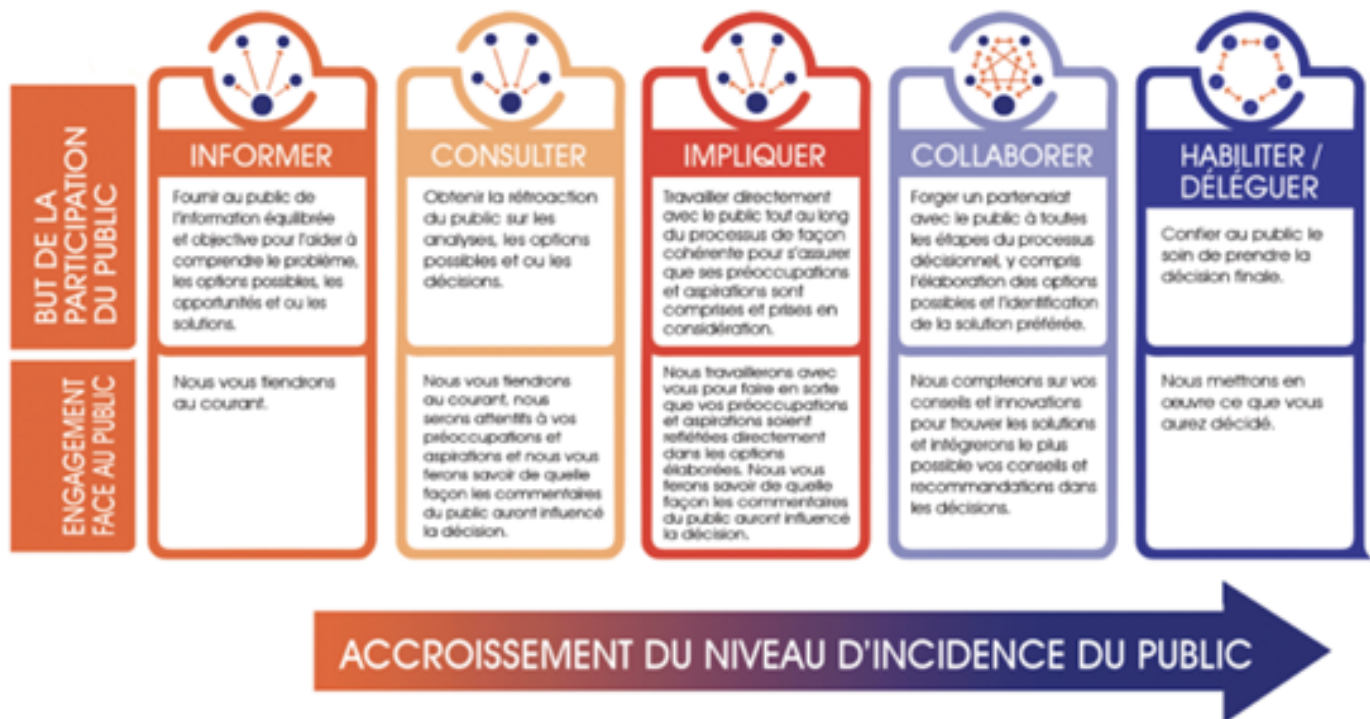 BUT DE LA
PARTICIPATION
DU PUBLIC
INFORMER
Fournir au public de
l'information équilibrée
et objective pour l'aider à
comprendre le problème,
les options possibles, les
opportunités et ou les
solutions.
CONSULTER
Obtenir la rétroaction
du public sur les
analyses, les options
possibles et ou les
décisions.
IMPLIQUER
Travailler directement
avec le public tout au long
du processus de façon
cohérente pour s'assurer
que ses préoccupations
et aspirations sont
comprises et prises en
considération.
COLLABORER
Forger un partenariat
avec le public à toutes
les étapes du processus
décisionnel, y compris
l'élaboration des options
possibles et l'identification
de la solution préférée.
HABILITER /
DÉLÉGUER
Confier au public le
soin de prendre la
décision finale.
ENGAGEMENT
FACE AU PUBLIC
Nous vous tiendrons
au courant.
Nous vous tiendrons
au courant, nous
serons attentifs à vos
préoccupations et
aspirations et nous vous
ferons savoir de quelle
façon les commentaires
du public auront influencé
la décision.
Nous travaillerons avec
vous pour faire en sorte
que vos préoccupations
et aspirations soient
reflétées directement
dans les options
élaborées. Nous vous
ferons savoir de quelle
façon les commentaires
du public auront influencé
la décision.
Nous compterons sur vos
conseils et innovations
pour trouver les solutions
et intégrerons le plus
possible vos conseils et
recommandations dans
les décisions.
Nous mettrons en
œuvre ce que vous
aurez décidé.
ACCROISSEMENT DU NIVEAU D'INCIDENCE DU PUBLIC